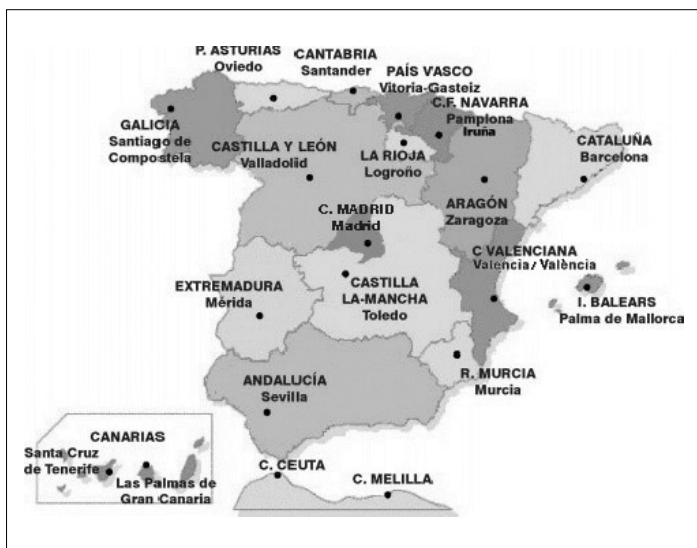 P. ASTURIAS
Oviedo
CANTABRIA
Santander
PAÍS VASCO
Vitoria-Gasteiz
C.F. NAVARRA
Pamplona
Iruña
GALICIA
Santiago de
Compostela
CASTILLA Y LEÓN
Valladolid
LA RIOJA
Logroño
CATALUÑA
Barcelona
ARAGÓN
Zaragoza
C. MADRID
Madrid
C VALENCIANA
Valencia/València
EXTREMADURA
Mérida
CASTILLA
LA-MANCHA
Toledo
I. BALEARS
Palma de Mallorca
R. MURCIA
Murcia
ANDALUCÍA
Sevilla
CANARIAS
Santa Cruz
de Tenerife
Las Palmas de
Gran Canaria
C. CEUTA
C. MELILLA